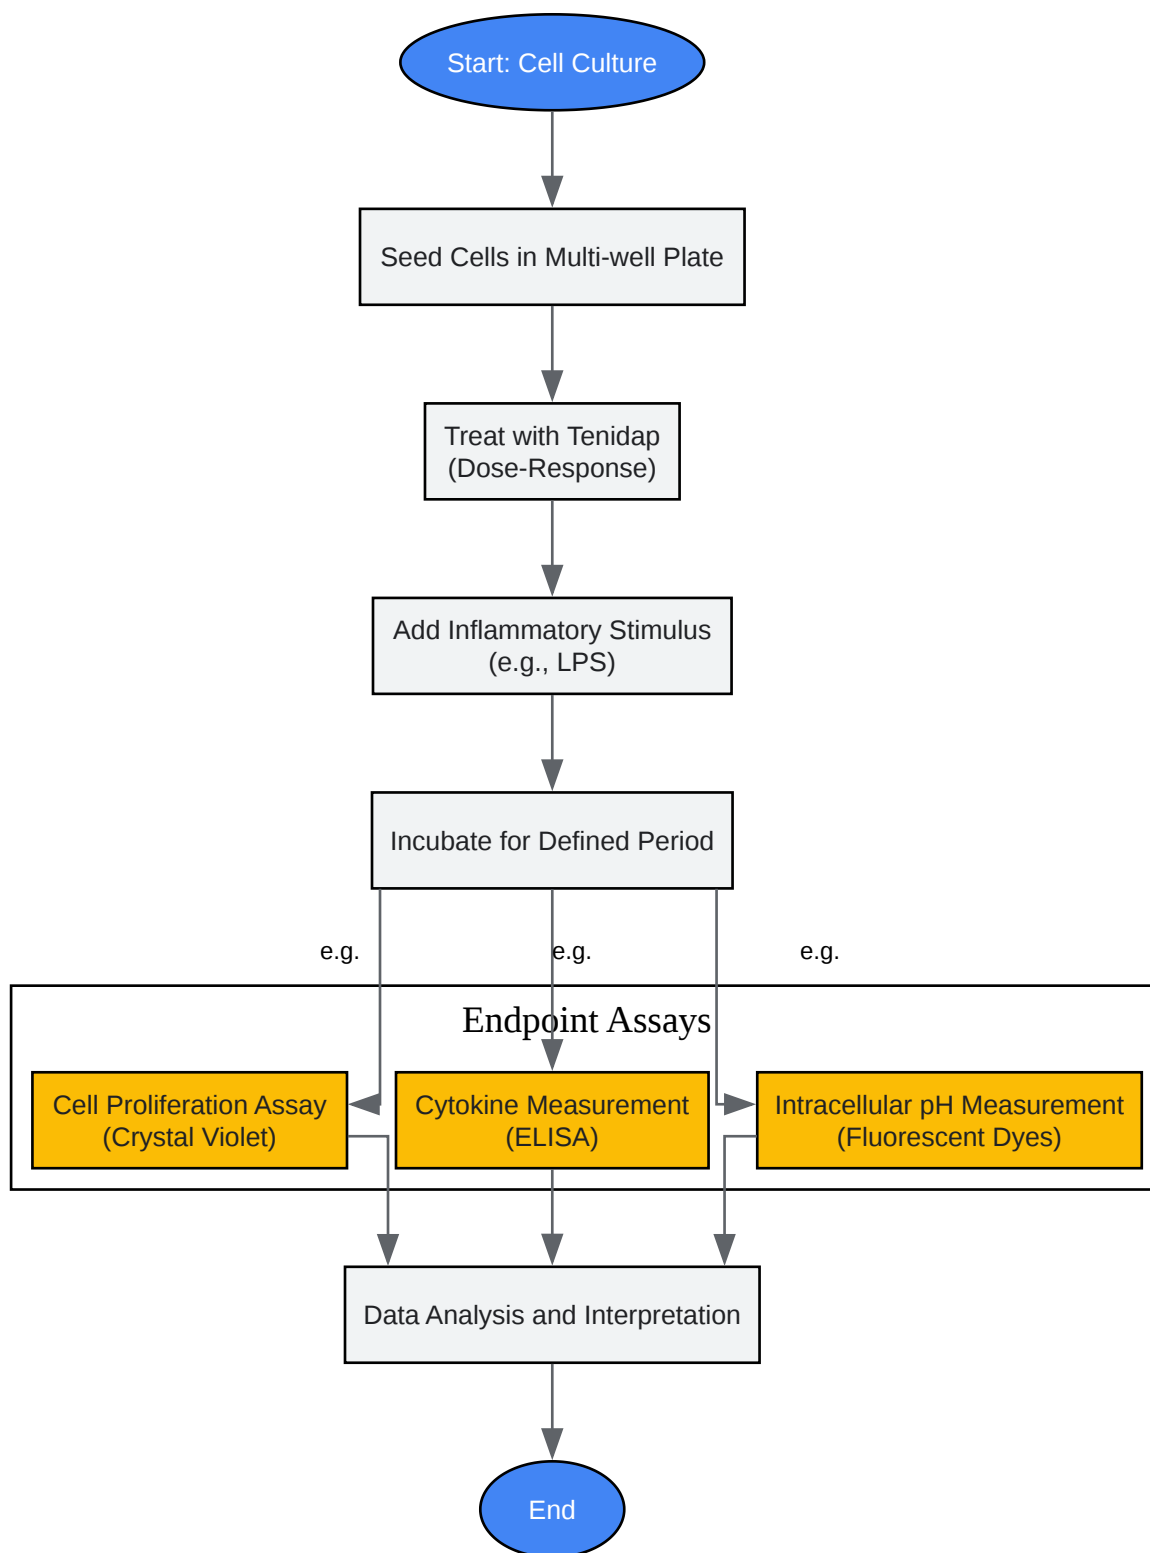 Start: Cell Culture
Seed Cells in Multi-well Plate
Treat with Tenidap
(Dose-Response)
Add Inflammatory Stimulus
(e.g., LPS)
Incubate for Defined Period
e.g.
e.g.
e.g.
Endpoint Assays
Cell Proliferation Assay
(Crystal Violet)
Cytokine Measurement
(ELISA)
Intracellular pH Measurement
(Fluorescent Dyes)
Data Analysis and Interpretation
End